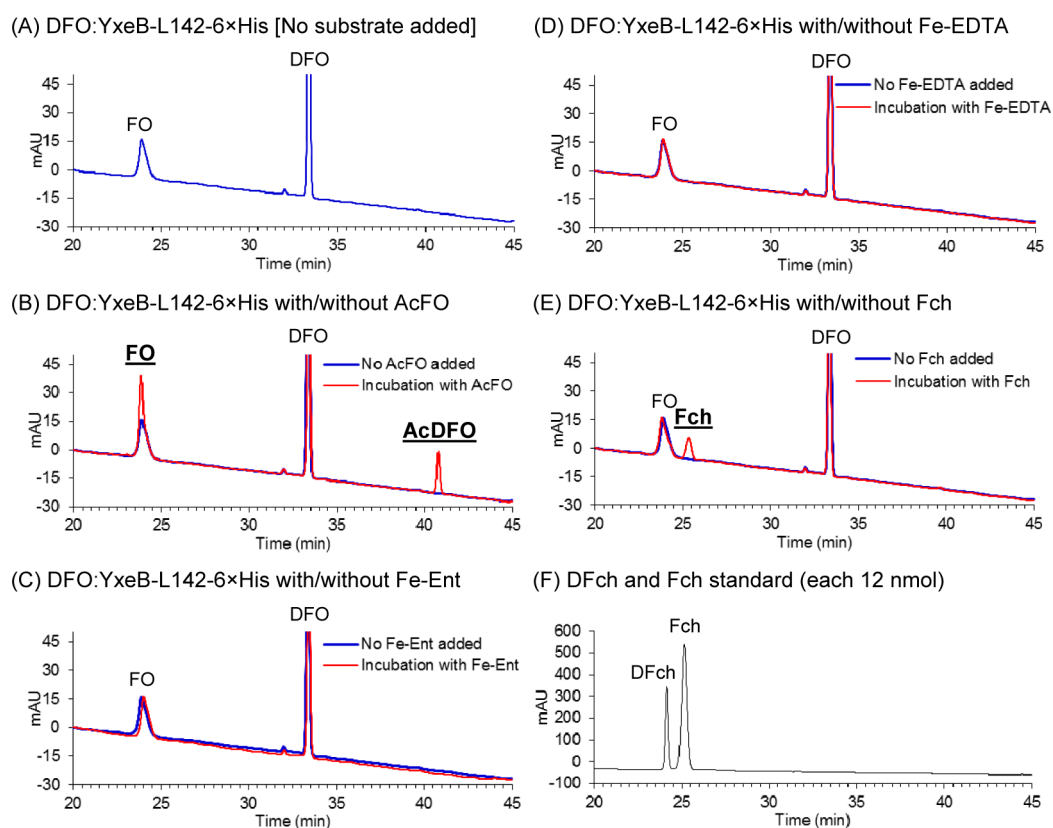 (A) DFO:YxeB-L142-6×His [No substrate added]
DFO
FO
mAU
45
30
15
0
-15
-30
20 25 30 35 40 45
Time (min)
(B) DFO:YxeB-L142-6×His with/without AcFO
DFO
FO
No AcFO added
Incubation with AcFO
AcDFO
mAU
45
30
15
0
-15
-30
20 25 30 35 40 45
Time (min)
(C) DFO:YxeB-L142-6×His with/without Fe-Ent
DFO
No Fe-Ent added
Incubation with Fe-Ent
FO
mAU
45
30
15
0
-15
-30
20 25 30 35 40 45
Time (min)
(D) DFO:YxeB-L142-6×His with/without Fe-EDTA
DFO
No Fe-EDTA added
Incubation with Fe-EDTA
FO
mAU
45
30
15
0
-15
-30
20 25 30 35 40 45
Time (min)
(E) DFO:YxeB-L142-6×His with/without Fch
DFO
No Fch added
Incubation with Fch
FO
Fch
mAU
45
30
15
0
-15
-30
20 25 30 35 40 45
Time (min)
(F) DFch and Fch standard (each 12 nmol)
Fch
DFch
mAU
600
500
400
300
200
100
0
-100
20 25 30 35 40 45
Time (min)